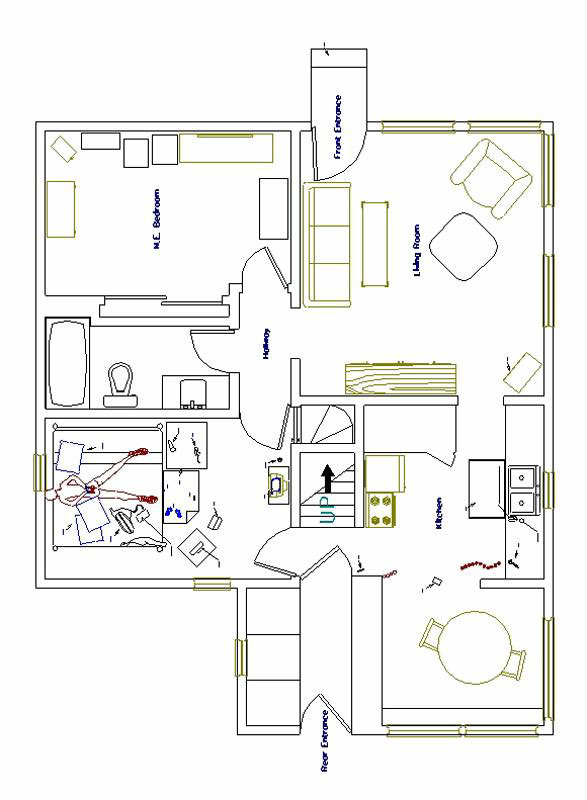 Front Entrance
N.E. Bedroom
Living Room
Hallway
UP
Kitchen
Rear Entrance